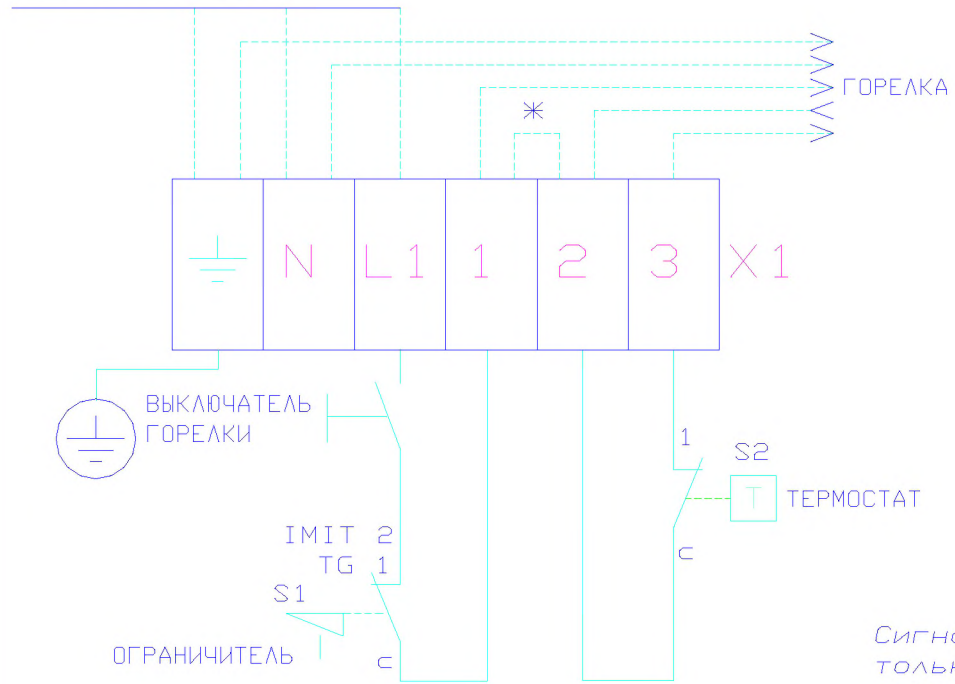 *
ГОРЕЛКА
N L1 1 2 3 X1
ВЫКЛЮЧАТЕЛЬ
ГОРЕЛКИ
1
S2
T ТЕРМОСТАТ
C
IMIT 2
TG 1
S1
ОГРАНИЧИТЕЛЬ
C